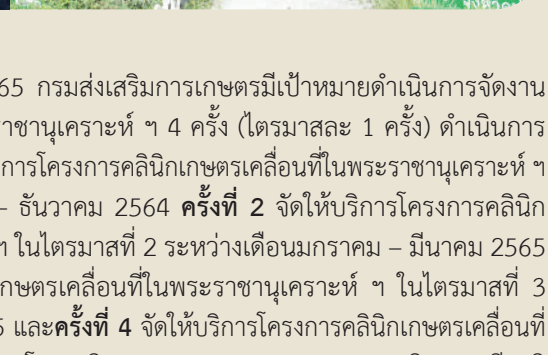 65 กรมส่งเสริมการเกษตรมีเป้าหมายดำเนินการจัดงาน
ราชานุเคราะห์ ฯ 4 ครั้ง (ไตรมาสละ 1 ครั้ง) ดำเนินการ
การโครงการคลินิกเกษตรเคลื่อนที่ในพระราชานุเคราะห์ ฯ
– ธันวาคม 2564 ครั้งที่ 2 จัดให้บริการโครงการคลินิก
ฯ ในไตรมาสที่ 2 ระหว่างเดือนมกราคม – มีนาคม 2565
กษตรเคลื่อนที่ในพระราชานุเคราะห์ ฯ ในไตรมาสที่ 3
5 และครั้งที่ 4 จัดให้บริการโครงการคลินิกเกษตรเคลื่อนที่